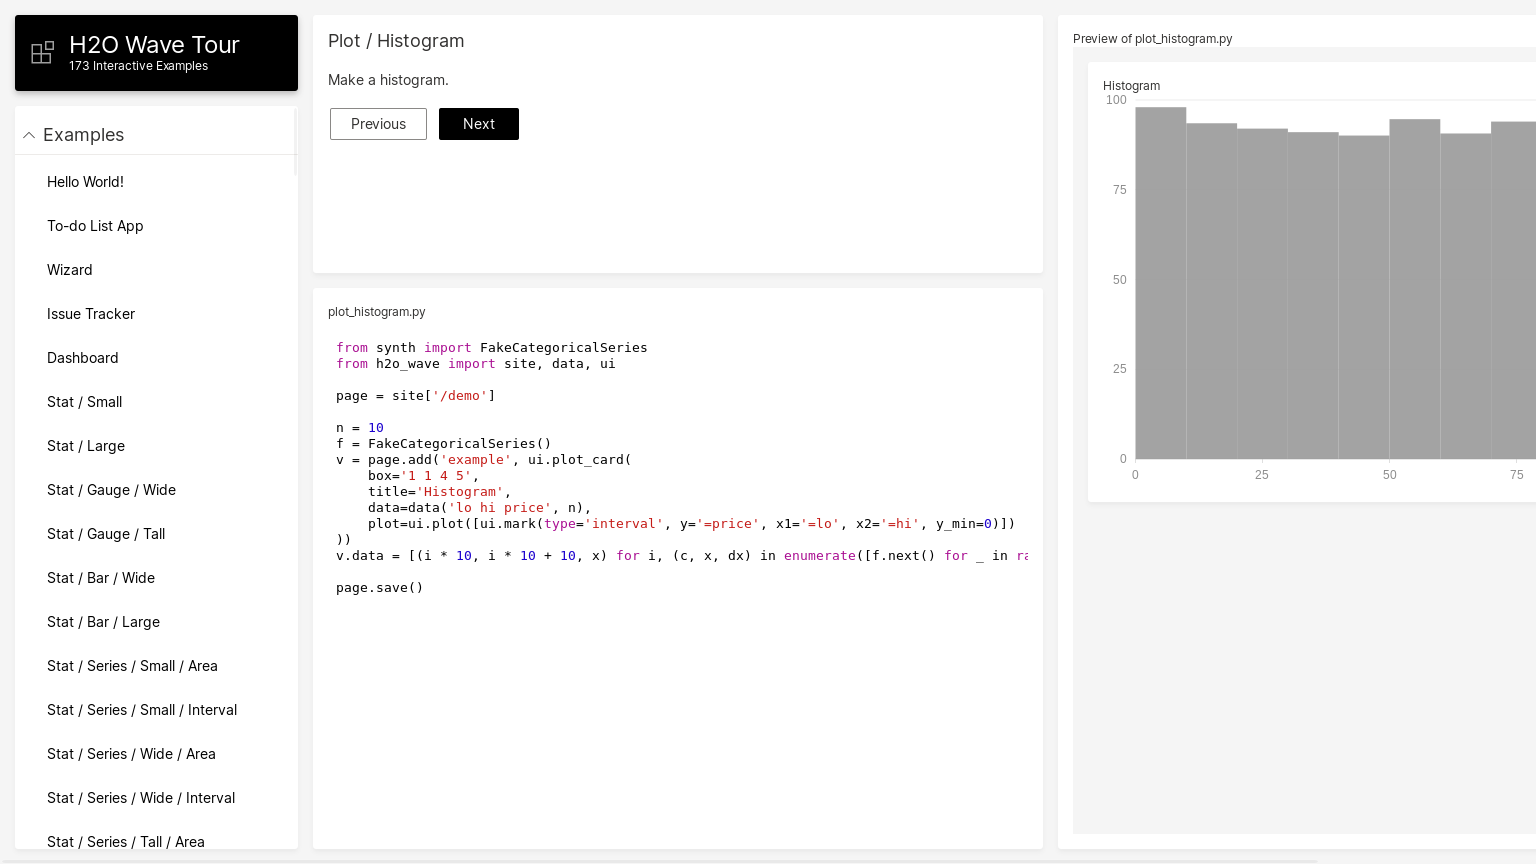 H2O Wave Tour
173 Interactive Examples
Examples
Hello World!
To-do List App
Wizard
Issue Tracker
Dashboard
Stat / Small
Stat / Large
Stat / Gauge / Wide
Stat / Gauge / Tall
Stat / Bar / Wide
Stat / Bar / Large
Stat / Series / Small / Area
Stat / Series / Small / Interval
Stat / Series / Wide / Area
Stat / Series / Wide / Interval
Stat / Series / Tall / Area
Plot / Histogram
Make a histogram.
Previous
Next
plot_histogram.py
from synth import FakeCategoricalSeries
from h2o_wave import site, data, ui
page = site['/demo']
n = 10
f = FakeCategoricalSeries()
v = page.add('example', ui.plot_card(
    box='1 1 4 5',
    title='Histogram',
    data=data('lo hi price', n),
    plot=ui.plot([ui.mark(type='interval', y='=price', x1='=lo', x2='=hi', y_min=0)])
))
v.data = [(i * 10, i * 10 + 10, x) for i, (c, x, dx) in enumerate([f.next() for _ in ra
page.save()
Preview of plot_histogram.py
Histogram
100
75
50
25
0
0
25
50
75